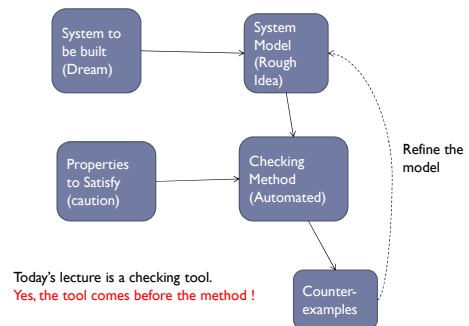 System to
be built
(Dream)
System
Model
(Rough
Idea)
Refine the
model
Properties
to Satisfy
(caution)
Checking
Method
(Automated)
Today's lecture is a checking tool.
Yes, the tool comes before the method !
Counter-
examples